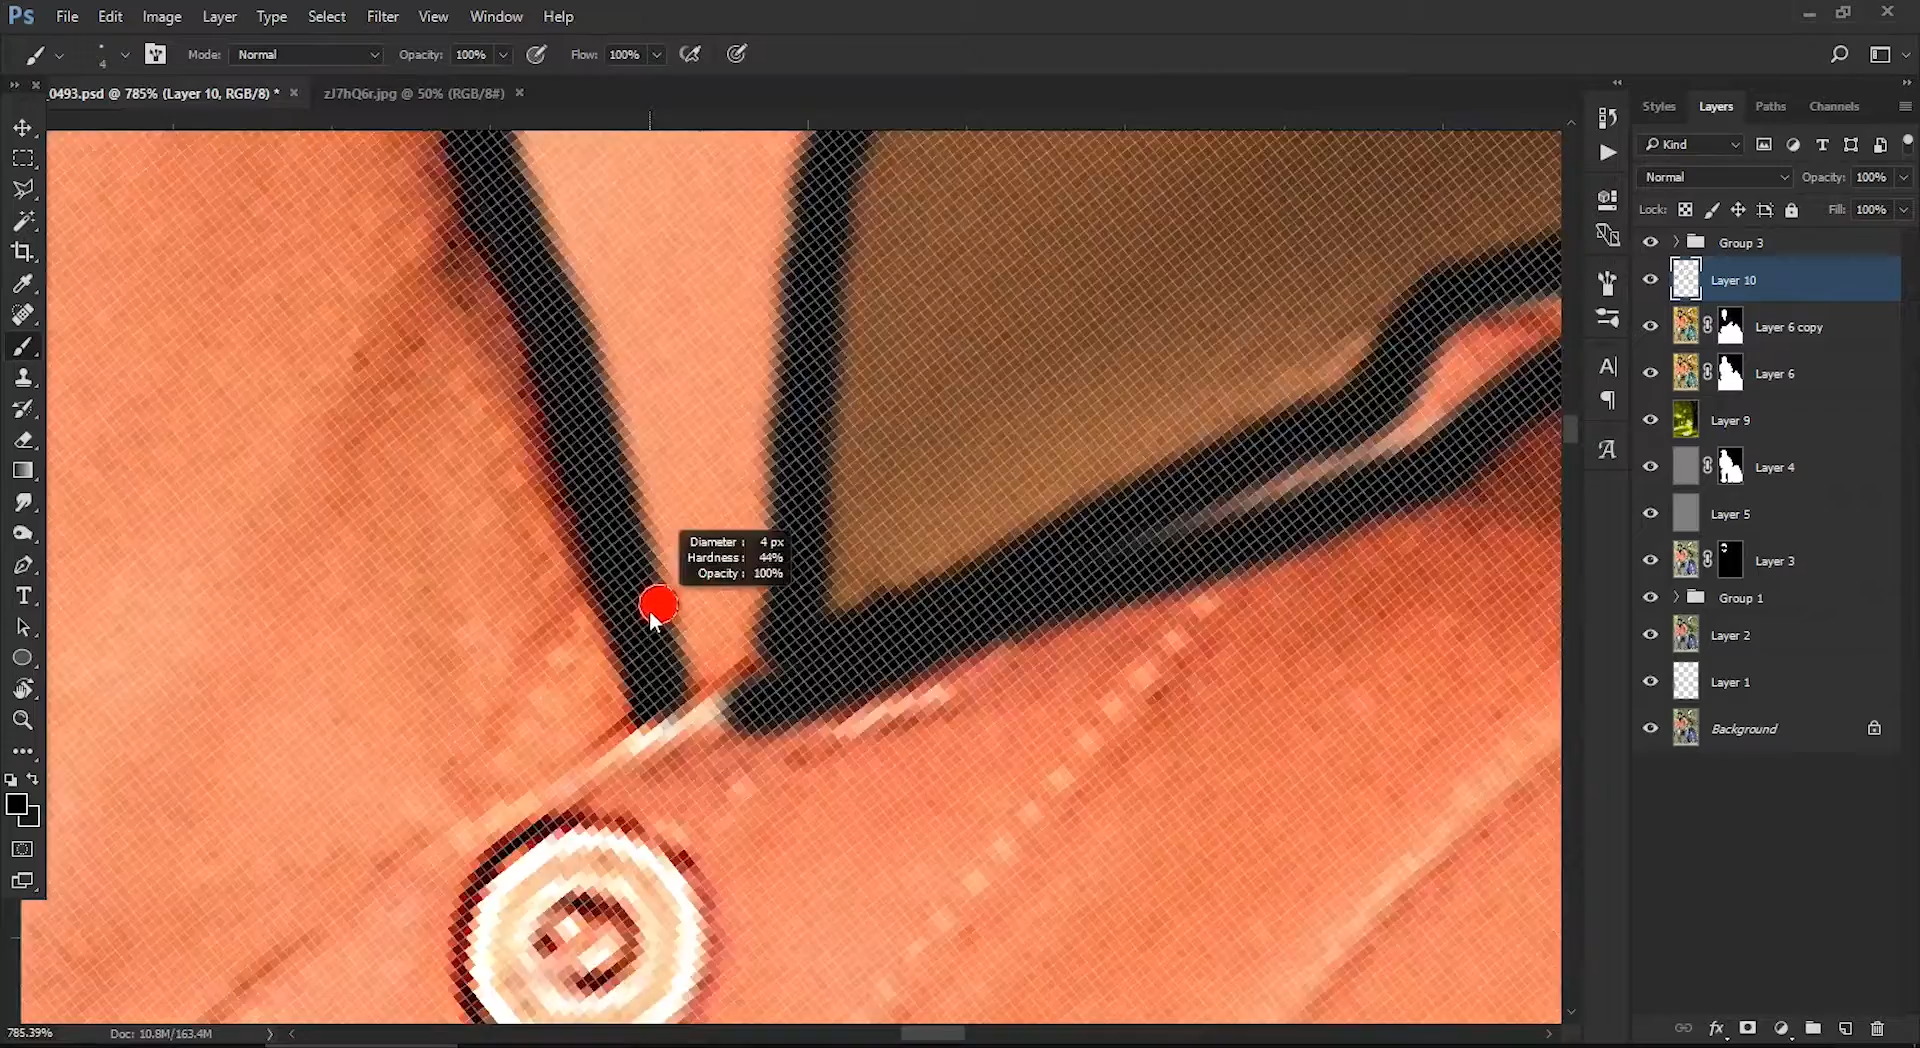 Ps File Edit Image Layer Type Select Filter View Window Help
4 Mode: Normal Opacity: 100% Flow: 100%
_0493.psd @ 785% (Layer 10, RGB/8) * × zJ7hQ6r.jpg @ 50% (RGB/8#) ×
Styles Layers Paths Channels
Kind
Normal Opacity: 100%
Lock: Fill: 100%
Group 3
Layer 10
Layer 6 copy
Layer 6
Layer 9
Layer 4
Layer 5
Layer 3
Group 1
Layer 2
Layer 1
Background
Diameter : 4 px
Hardness : 44%
Opacity : 100%
785.39% Doc: 10.8M/163.4M